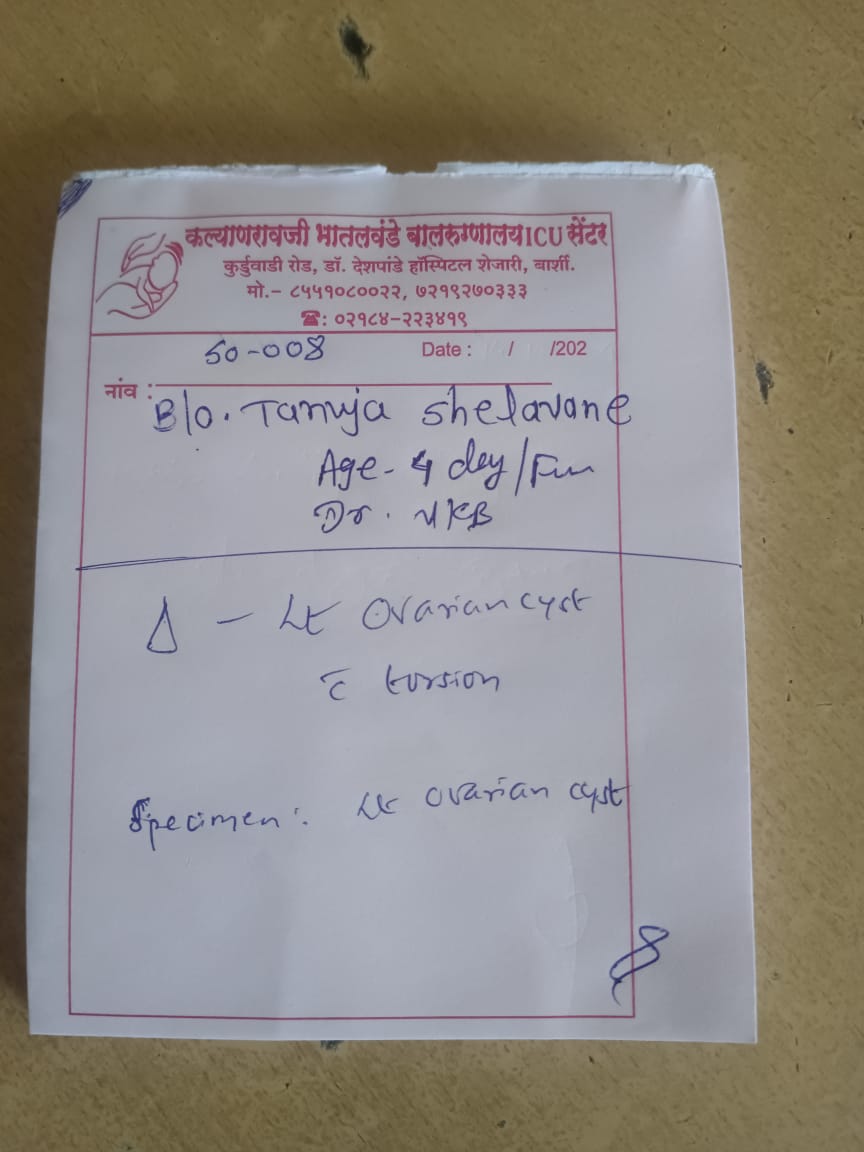 कल्याणरावजी भातलवंडे बालरुग्णालय ICU सेंटर
कुर्डुवाडी रोड, डॉ. देशपांडे हॉस्पिटल शेजारी, बार्शी.
मो.- ८५५१०८००२२, ७२१९२७०३३३
☎: ०२१८४-२२३४१९
50-008 Date : / /202
नांव :
B/o. Tanuja Shelavane
Age - 4 day/Fm
Dr. VKB
Δ - Lt Ovarian cyst
c̄ torsion
Specimen: Lt ovarian cyst